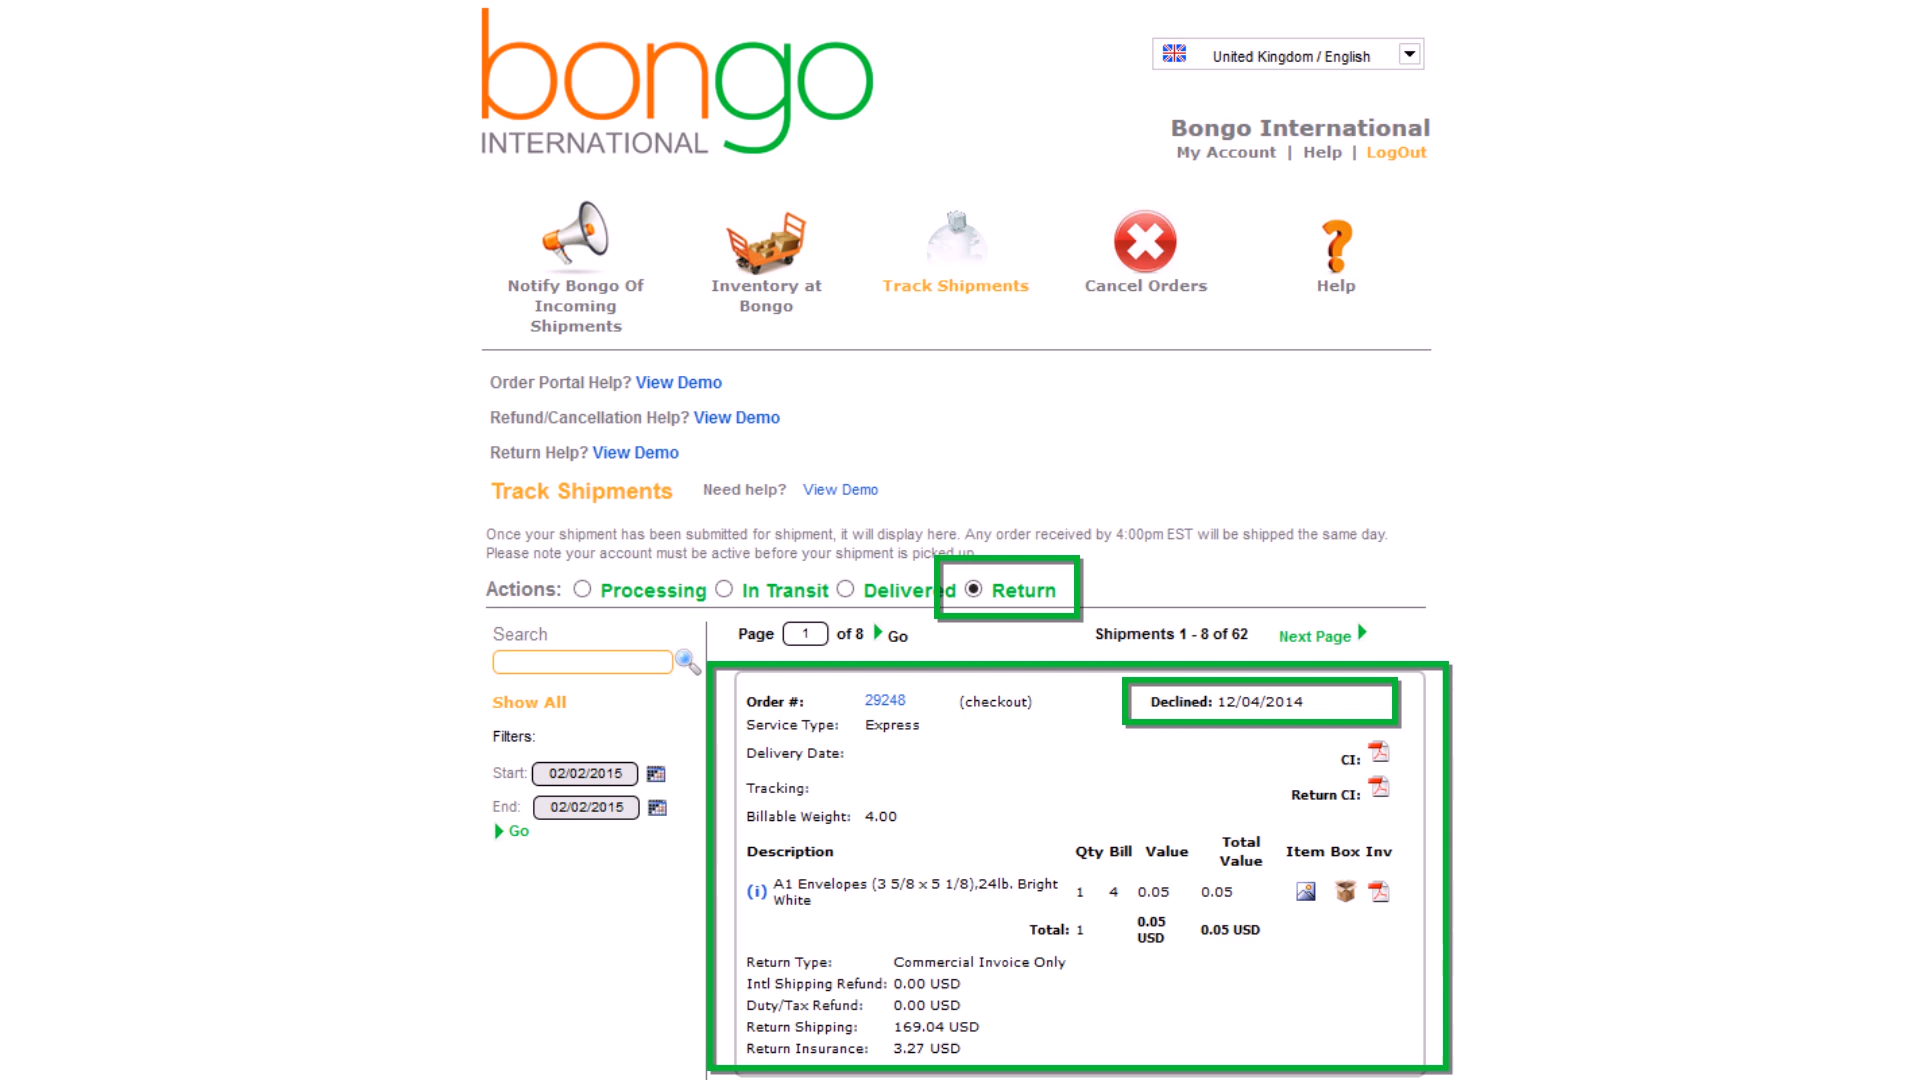 bongo
INTERNATIONAL
United Kingdom / English
Bongo International
My Account | Help | LogOut
Notify Bongo Of
Incoming
Shipments
Inventory at
Bongo
Track Shipments
Cancel Orders
Help
Order Portal Help? View Demo
Refund/Cancellation Help? View Demo
Return Help? View Demo
Track Shipments Need help? View Demo
Once your shipment has been submitted for shipment, it will display here. Any order received by 4:00pm EST will be shipped the same day.
Please note your account must be active before your shipment is picked up
Actions: Processing In Transit Delivered Return
Search
Page 1 of 8 Go Shipments 1 - 8 of 62 Next Page
Show All
Filters:
Start: 02/02/2015
End: 02/02/2015
Go
Order #: 29248 (checkout) Declined: 12/04/2014
Service Type: Express
Delivery Date:
CI:
Tracking:
Return CI:
Billable Weight: 4.00
Description Qty Bill Value Total Value Item Box Inv
(i) A1 Envelopes (3 5/8 x 5 1/8),24lb. Bright 1 4 0.05 0.05
White
Total: 1 0.05 USD 0.05 USD
Return Type: Commercial Invoice Only
Intl Shipping Refund: 0.00 USD
Duty/Tax Refund: 0.00 USD
Return Shipping: 169.04 USD
Return Insurance: 3.27 USD